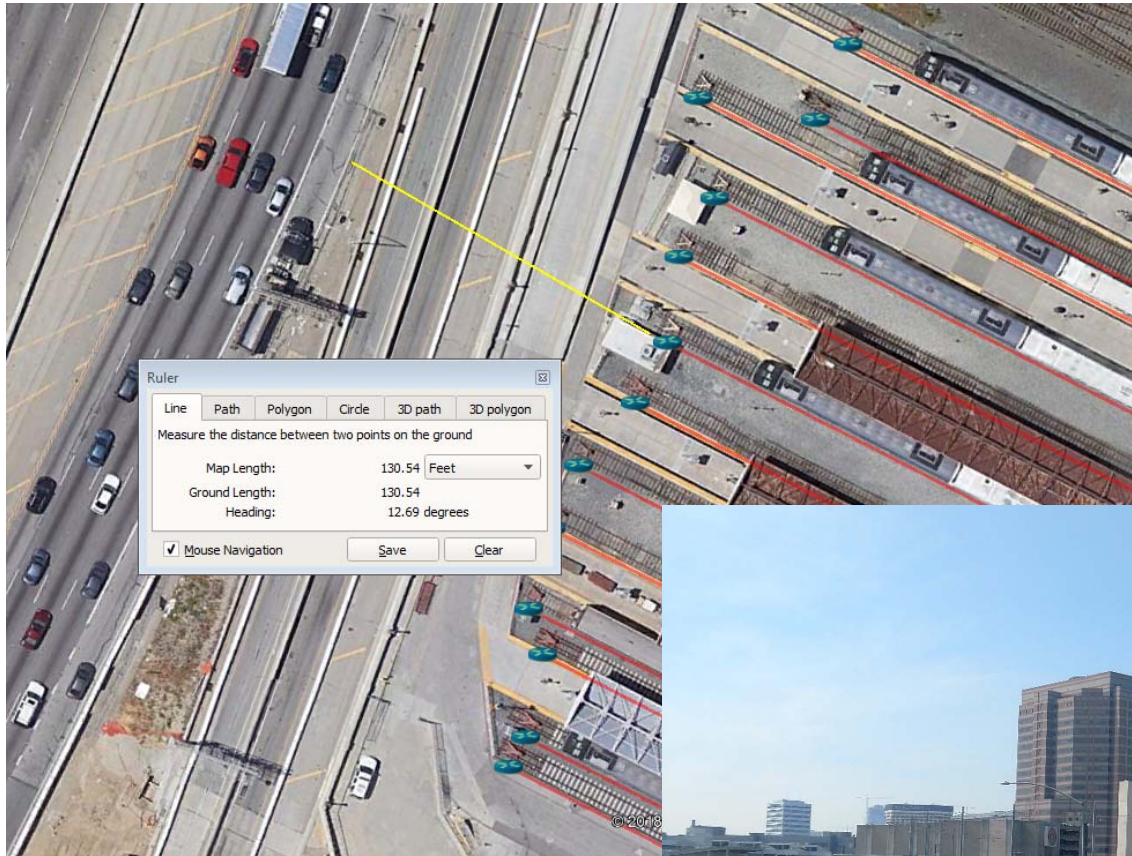 Ruler
Line Path Polygon Circle 3D path 3D polygon
Measure the distance between two points on the ground
Map Length: 130.54 Feet
Ground Length: 130.54
Heading: 12.69 degrees
Mouse Navigation Save Clear
© 2018